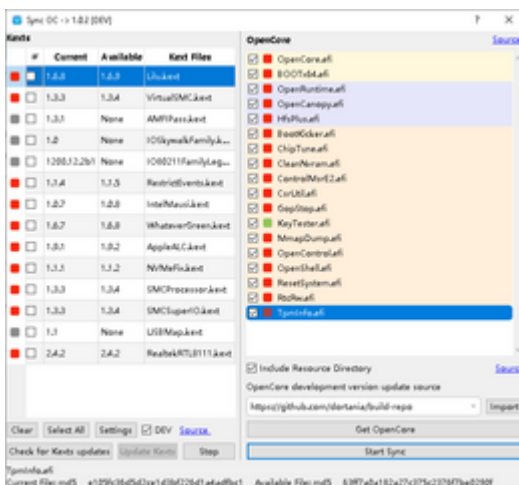 Sync OC -> 1.0.2 [DEV]
Kexts
# Current Available Kext Files
Lilu.kext
1.3.3 1.3.4 VirtualSMC.kext
1.3.1 None AMFIPass.kext
1.0 None IOSkywalkFamily.k...
None IO80211FamilyLeg...
1.1.4 1.1.5 RestrictEvents.kext
1.0.7 1.0.8 IntelMausi.kext
1.6.7 1.6.8 WhateverGreen.kext
1.9.1 1.9.2 AppleALC.kext
1.1.1 1.1.2 NVMeFix.kext
1.3.3 1.3.4 SMCProcessor.kext
1.3.3 1.3.4 SMCSuperIO.kext
1.1 None USBMap.kext
2.4.2 2.4.2 RealtekRTL8111.kext
Clear Select All Settings DEV Source
Check for Kexts updates Update Kexts Stop
OpenCore Source
OpenCore.efi
BOOTx64.efi
OpenRuntime.efi
OpenCanopy.efi
HfsPlus.efi
BootKicker.efi
ChipTune.efi
CleanNvram.efi
ControlMsrE2.efi
CsrUtil.efi
GopStop.efi
KeyTester.efi
MmapDump.efi
OpenControl.efi
OpenShell.efi
ResetSystem.efi
RtcRw.efi
TpmInfo.efi
Include Resource Directory Source
OpenCore development version update source
https://github.com/dortania/build-repo Import
Get OpenCore
Start Sync
TpmInfo.efi
Current File: md5 Available File: md5